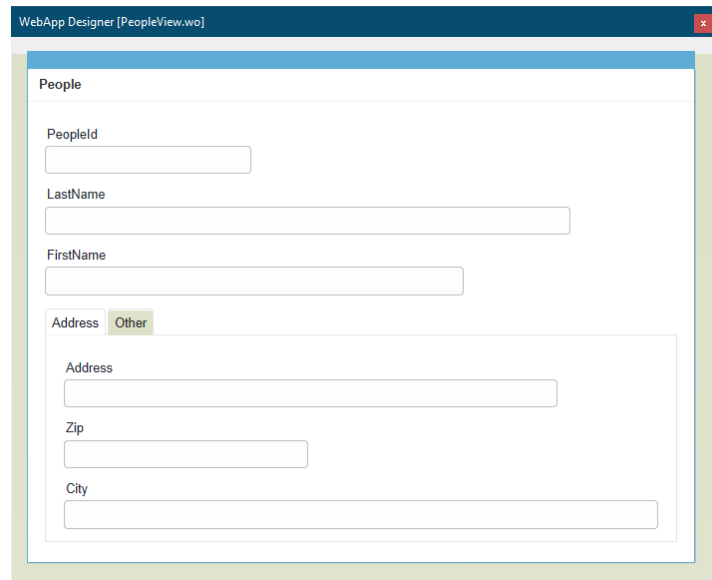 WebApp Designer [PeopleView.wo]
x
People
PeopleId
LastName
FirstName
Address Other
Address
Zip
City